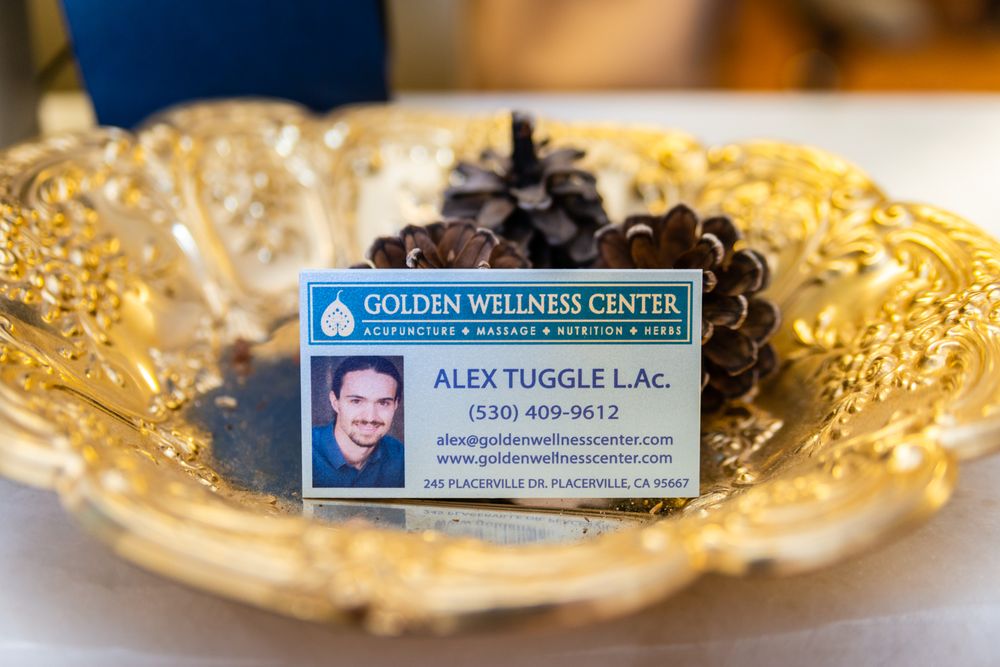 GOLDEN WELLNESS CENTER
ACUPUNCTURE + MASSAGE + NUTRITION + HERBS
ALEX TUGGLE L.Ac.
(530) 409-9612
alex@goldenwellnesscenter.com
www.goldenwellnesscenter.com
245 PLACERVILLE DR. PLACERVILLE, CA 95667